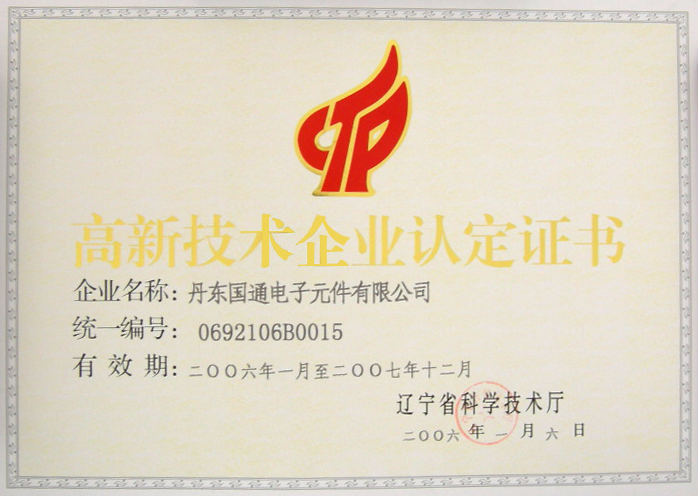 高新技术企业认定证书
企业名称：丹东国通电子元件有限公司
统一编号：0692106B0015
有 效 期：二〇〇六年一月至二〇〇七年十二月
辽宁省科学技术厅
二〇〇六年一月六日